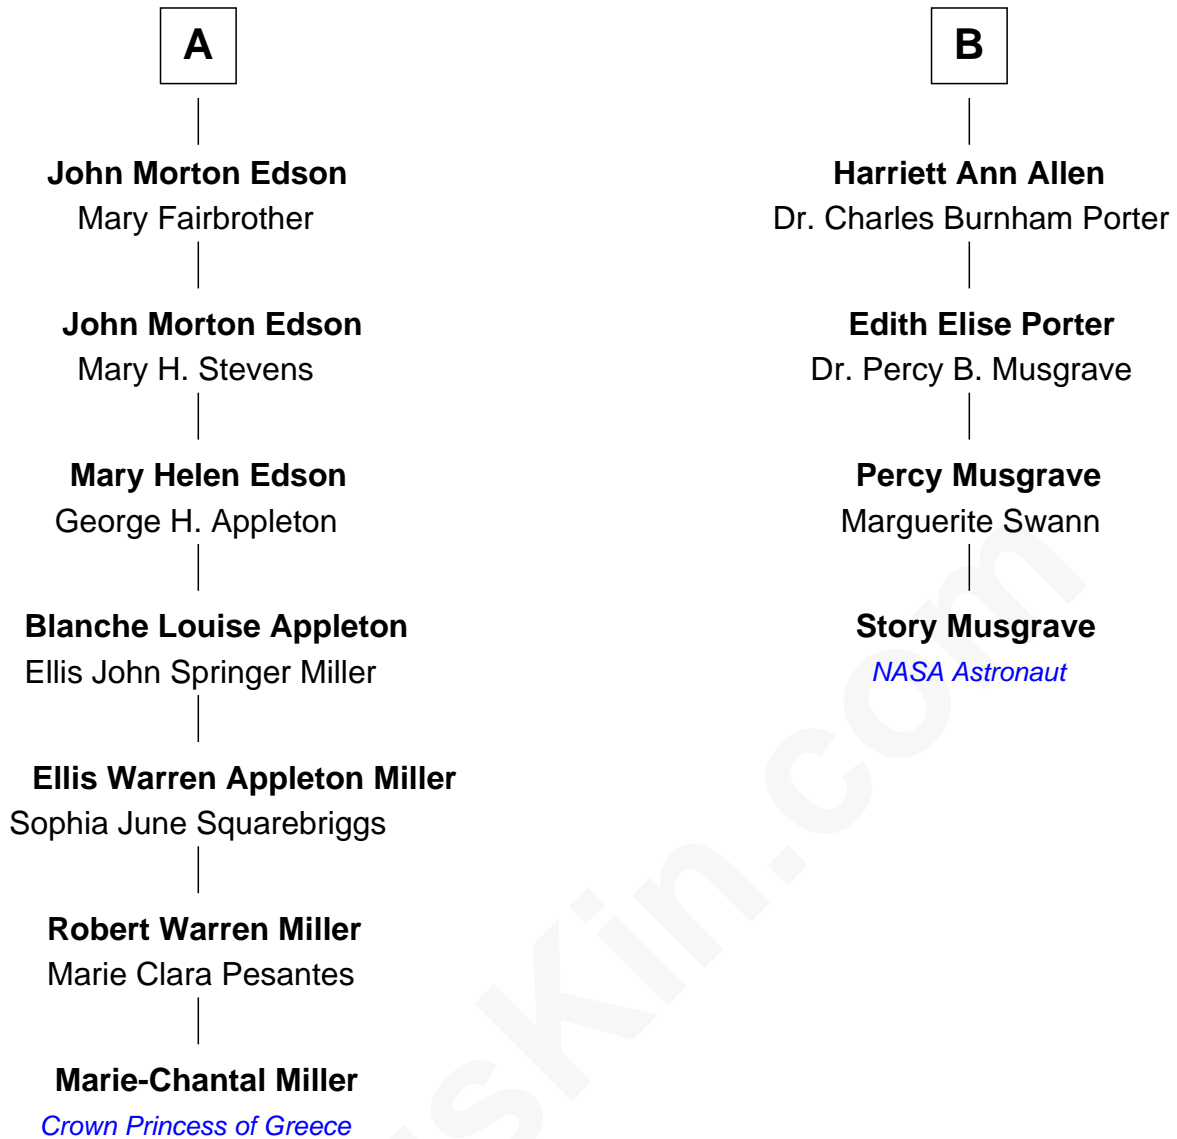 A
John Morton Edson
Mary Fairbrother
John Morton Edson
Mary H. Stevens
Mary Helen Edson
George H. Appleton
Blanche Louise Appleton
Ellis John Springer Miller
Ellis Warren Appleton Miller
Sophia June Squarebriggs
Robert Warren Miller
Marie Clara Pesantes
Marie-Chantal Miller
Crown Princess of Greece
B
Harriett Ann Allen
Dr. Charles Burnham Porter
Edith Elise Porter
Dr. Percy B. Musgrave
Percy Musgrave
Marguerite Swann
Story Musgrave
NASA Astronaut
sKin.com